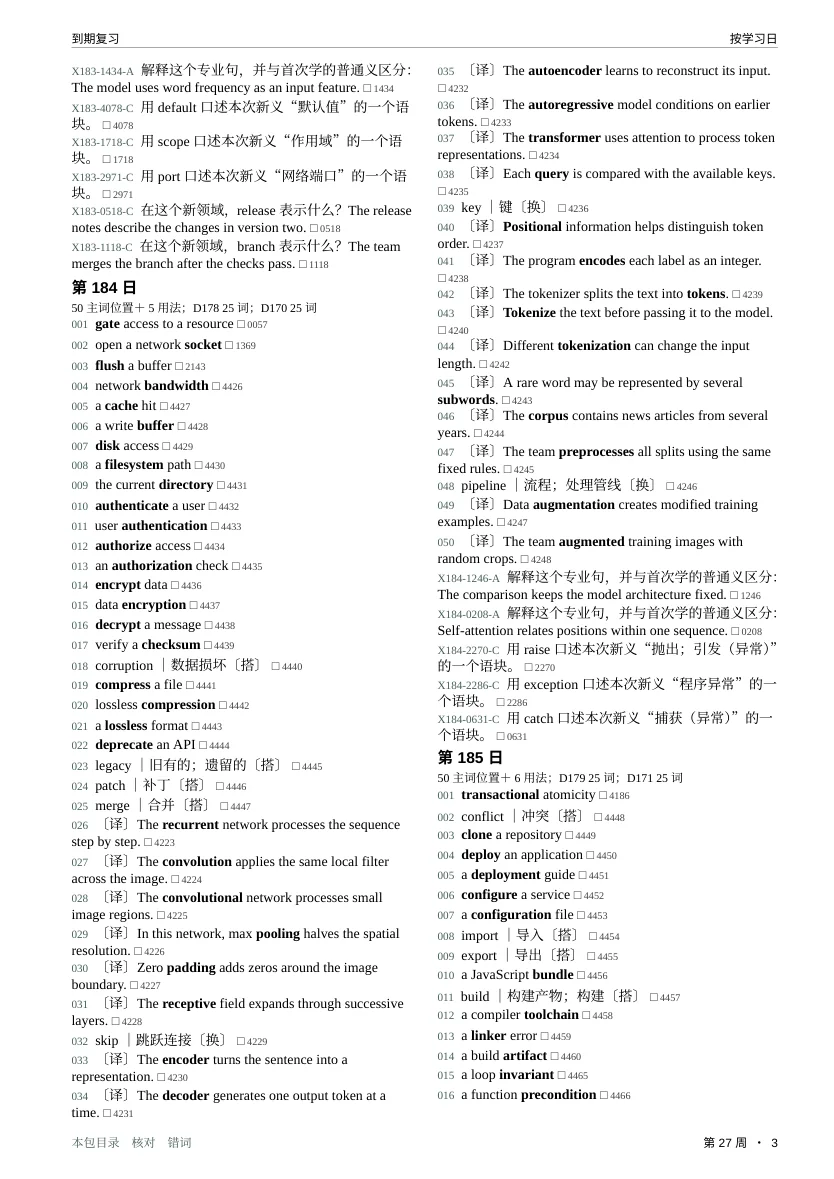 到期复习
按学习日
X183-1434-A 解释这个专业句，并与首次学的普通义区分：
The model uses word frequency as an input feature. □ 1434
X183-4078-C 用 default 口述本次新义“默认值”的一个语
块。 □ 4078
X183-1718-C 用 scope 口述本次新义“作用域”的一个语
块。 □ 1718
X183-2971-C 用 port 口述本次新义“网络端口”的一个语
块。 □ 2971
X183-0518-C 在这个新领域，release 表示什么？The release
notes describe the changes in version two. □ 0518
X183-1118-C 在这个新领域，branch 表示什么？The team
merges the branch after the checks pass. □ 1118
第 184 日
50 主词位置＋ 5 用法；D178 25 词；D170 25 词
001 gate access to a resource □ 0057
002 open a network socket □ 1369
003 flush a buffer □ 2143
004 network bandwidth □ 4426
005 a cache hit □ 4427
006 a write buffer □ 4428
007 disk access □ 4429
008 a filesystem path □ 4430
009 the current directory □ 4431
010 authenticate a user □ 4432
011 user authentication □ 4433
012 authorize access □ 4434
013 an authorization check □ 4435
014 encrypt data □ 4436
015 data encryption □ 4437
016 decrypt a message □ 4438
017 verify a checksum □ 4439
018 corruption ｜数据损坏〔搭〕 □ 4440
019 compress a file □ 4441
020 lossless compression □ 4442
021 a lossless format □ 4443
022 deprecate an API □ 4444
023 legacy ｜旧有的；遗留的〔搭〕 □ 4445
024 patch ｜补丁〔搭〕 □ 4446
025 merge ｜合并〔搭〕 □ 4447
026 〔译〕The recurrent network processes the sequence
step by step. □ 4223
027 〔译〕The convolution applies the same local filter
across the image. □ 4224
028 〔译〕The convolutional network processes small
image regions. □ 4225
029 〔译〕In this network, max pooling halves the spatial
resolution. □ 4226
030 〔译〕Zero padding adds zeros around the image
boundary. □ 4227
031 〔译〕The receptive field expands through successive
layers. □ 4228
032 skip ｜跳跃连接〔换〕 □ 4229
033 〔译〕The encoder turns the sentence into a
representation. □ 4230
034 〔译〕The decoder generates one output token at a
time. □ 4231
035 〔译〕The autoencoder learns to reconstruct its input.
□ 4232
036 〔译〕The autoregressive model conditions on earlier
tokens. □ 4233
037 〔译〕The transformer uses attention to process token
representations. □ 4234
038 〔译〕Each query is compared with the available keys.
□ 4235
039 key ｜键〔换〕 □ 4236
040 〔译〕Positional information helps distinguish token
order. □ 4237
041 〔译〕The program encodes each label as an integer.
□ 4238
042 〔译〕The tokenizer splits the text into tokens. □ 4239
043 〔译〕Tokenize the text before passing it to the model.
□ 4240
044 〔译〕Different tokenization can change the input
length. □ 4242
045 〔译〕A rare word may be represented by several
subwords. □ 4243
046 〔译〕The corpus contains news articles from several
years. □ 4244
047 〔译〕The team preprocesses all splits using the same
fixed rules. □ 4245
048 pipeline ｜流程；处理管线〔换〕 □ 4246
049 〔译〕Data augmentation creates modified training
examples. □ 4247
050 〔译〕The team augmented training images with
random crops. □ 4248
X184-1246-A 解释这个专业句，并与首次学的普通义区分：
The comparison keeps the model architecture fixed. □ 1246
X184-0208-A 解释这个专业句，并与首次学的普通义区分：
Self-attention relates positions within one sequence. □ 0208
X184-2270-C 用 raise 口述本次新义“抛出；引发（异常）”
的一个语块。 □ 2270
X184-2286-C 用 exception 口述本次新义“程序异常”的一
个语块。 □ 2286
X184-0631-C 用 catch 口述本次新义“捕获（异常）”的一
个语块。 □ 0631
第 185 日
50 主词位置＋ 6 用法；D179 25 词；D171 25 词
001 transactional atomicity □ 4186
002 conflict ｜冲突〔搭〕 □ 4448
003 clone a repository □ 4449
004 deploy an application □ 4450
005 a deployment guide □ 4451
006 configure a service □ 4452
007 a configuration file □ 4453
008 import ｜导入〔搭〕 □ 4454
009 export ｜导出〔搭〕 □ 4455
010 a JavaScript bundle □ 4456
011 build ｜构建产物；构建〔搭〕 □ 4457
012 a compiler toolchain □ 4458
013 a linker error □ 4459
014 a build artifact □ 4460
015 a loop invariant □ 4465
016 a function precondition □ 4466
本包目录 核对 错词
第 27 周 · 3